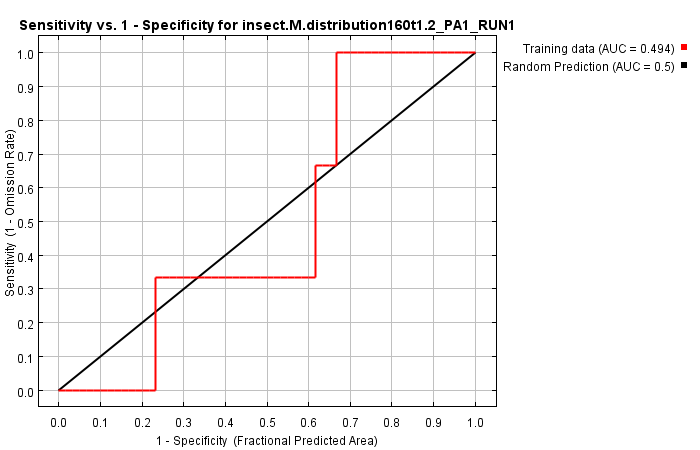 Sensitivity vs. 1 - Specificity for insect.M.distribution160t1.2_PA1_RUN1
Training data (AUC = 0.494)
Random Prediction (AUC = 0.5)
Sensitivity (1 - Omission Rate)
1.0
0.9
0.8
0.7
0.6
0.5
0.4
0.3
0.2
0.1
0.0
0.0 0.1 0.2 0.3 0.4 0.5 0.6 0.7 0.8 0.9 1.0
1 - Specificity (Fractional Predicted Area)